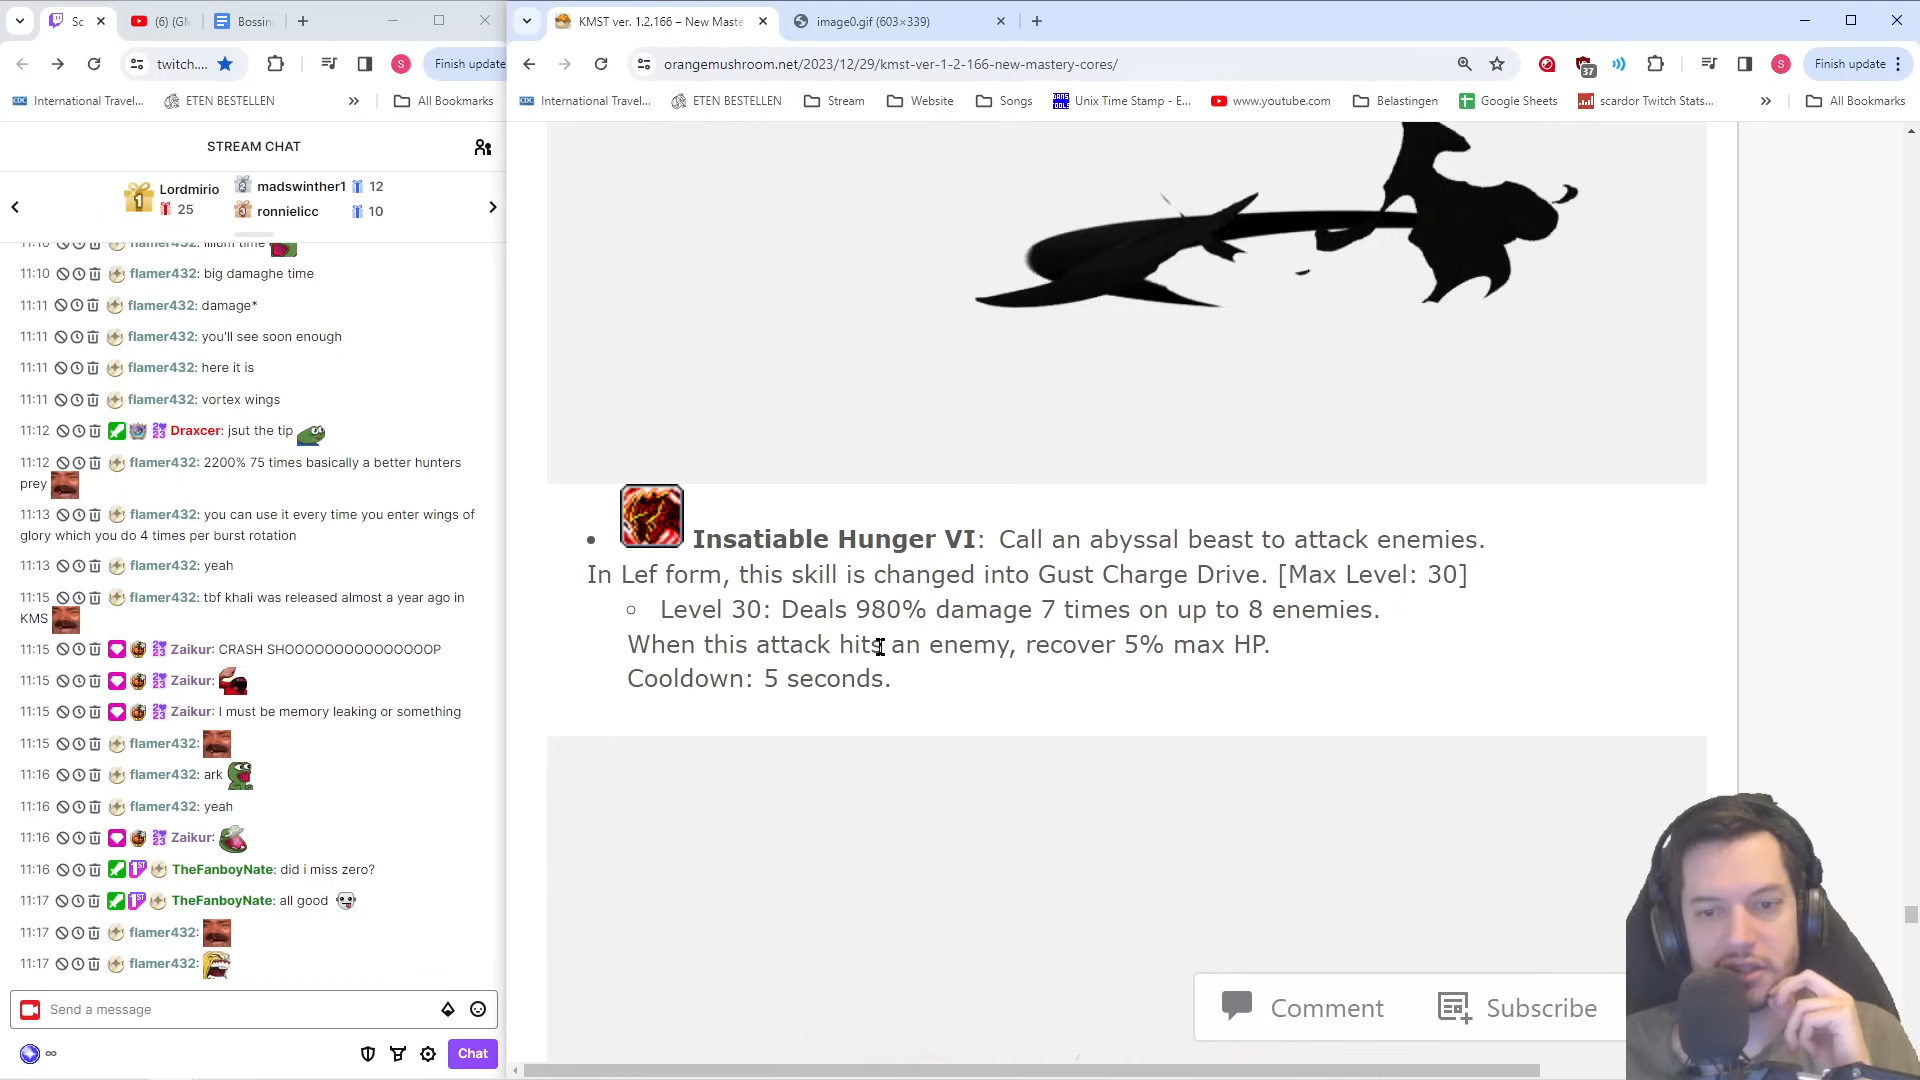 Sc
(6) (GM
Bossin
KMST ver. 1.2.166 – New Maste
image0.gif (603×339)
twitch....
Finish update
orangemushroom.net/2023/12/29/kmst-ver-1-2-166-new-mastery-cores/
37
Finish update
International Travel...
ETEN BESTELLEN
All Bookmarks
International Travel...
ETEN BESTELLEN
Stream
Website
Songs
Unix Time Stamp - E...
www.youtube.com
Belastingen
Google Sheets
scardor Twitch Stats...
All Bookmarks
STREAM CHAT
1 Lordmirio 25
2 madswinther1 12
3 ronnielicc 10
11:10 flamer432: lilium time
11:10 flamer432: big damaghe time
11:11 flamer432: damage*
11:11 flamer432: you'll see soon enough
11:11 flamer432: here it is
11:11 flamer432: vortex wings
11:12 Draxcer: jsut the tip
11:12 flamer432: 2200% 75 times basically a better hunters
prey
11:13 flamer432: you can use it every time you enter wings of
glory which you do 4 times per burst rotation
11:13 flamer432: yeah
11:15 flamer432: tbf khali was released almost a year ago in
KMS
11:15 Zaikur: CRASH SHOOOOOOOOOOOOOOOP
11:15 Zaikur:
11:15 Zaikur: I must be memory leaking or something
11:15 flamer432:
11:16 flamer432: ark
11:16 flamer432: yeah
11:16 Zaikur:
11:16 TheFanboyNate: did i miss zero?
11:17 TheFanboyNate: all good
11:17 flamer432:
11:17 flamer432:
Send a message
Chat
Insatiable Hunger VI: Call an abyssal beast to attack enemies.
In Lef form, this skill is changed into Gust Charge Drive. [Max Level: 30]
Level 30: Deals 980% damage 7 times on up to 8 enemies.
When this attack hits an enemy, recover 5% max HP.
Cooldown: 5 seconds.
Comment
Subscribe